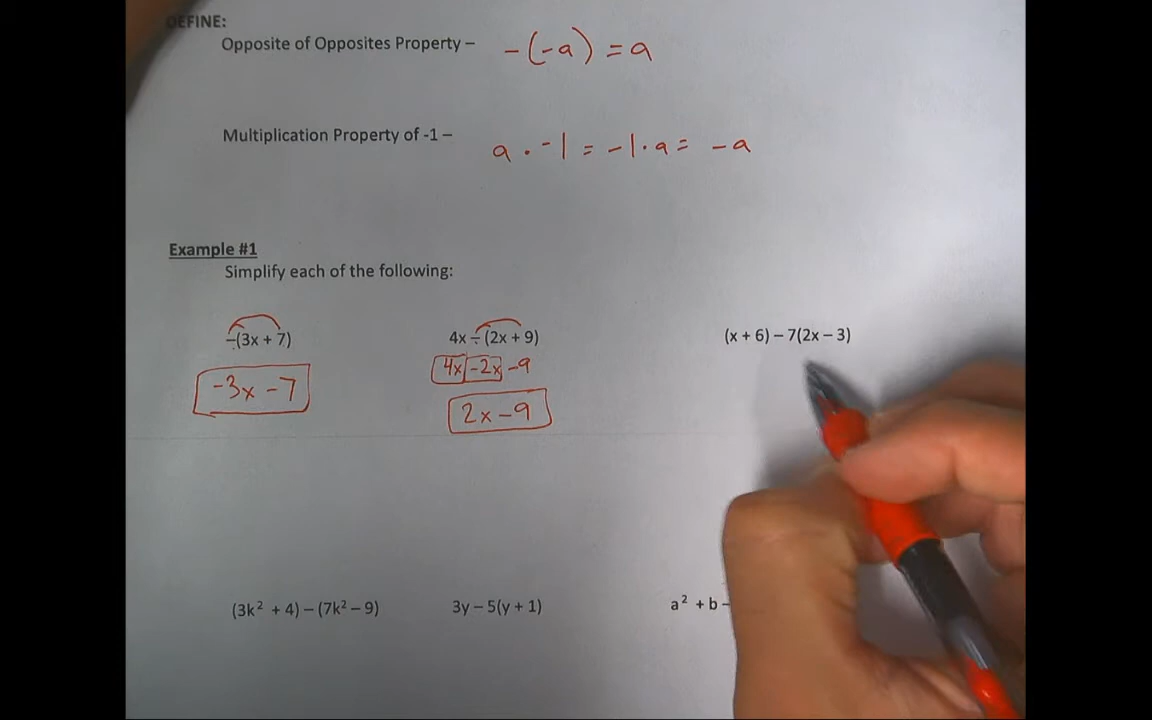 DEFINE:
Opposite of Opposites Property – -(-a) = a
Multiplication Property of -1 – a · -1 = -1 · a = -a
Example #1
Simplify each of the following:
–(3x + 7) 4x – (2x + 9) (x + 6) – 7(2x – 3)
4x -2x -9
-3x - 7
2x - 9
(3k² + 4) – (7k² – 9) 3y – 5(y + 1) a² + b -